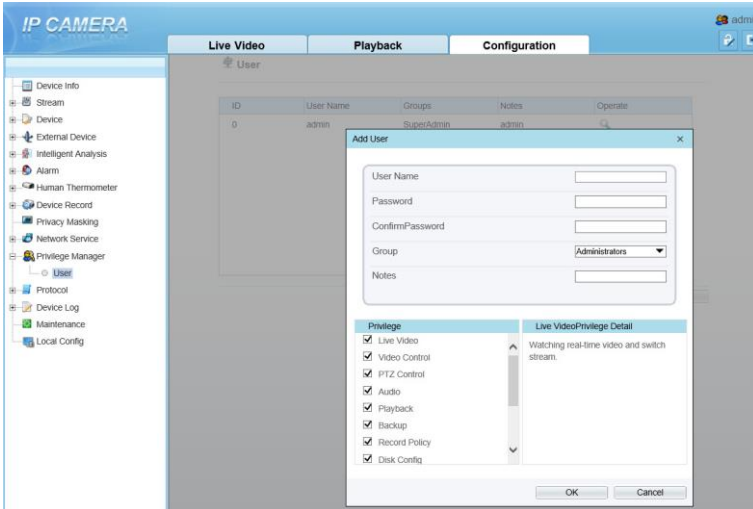 IP CAMERA
Live Video
Playback
Configuration
User
Device Info
Stream
Device
External Device
Intelligent Analysis
Alarm
Human Thermometer
Device Record
Privacy Masking
Network Service
Privilege Manager
User
Protocol
Device Log
Maintenance
Local Config
ID User Name Groups Notes Operate
0 admin SuperAdmin admin
Add User
User Name
Password
ConfirmPassword
Group Administrators
Notes
Privilege
Live Video
Video Control
PTZ Control
Audio
Playback
Backup
Record Policy
Disk Config
Live VideoPrivilege Detail
Watching real-time video and switch
stream.
OK Cancel